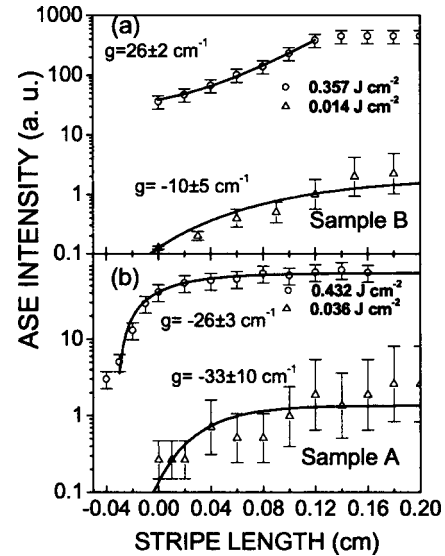 ASE INTENSITY (a. u.)
1000
100
10
1
0.1
(a)
g=26±2 cm-1
0.357 J cm-2
0.014 J cm-2
g= -10±5 cm-1
Sample B
(b)
10
1
0.1
0.432 J cm-2
0.036 J cm-2
g= -26±3 cm-1
g= -33±10 cm-1
Sample A
-0.04 0.00 0.04 0.08 0.12 0.16 0.20
STRIPE LENGTH (cm)